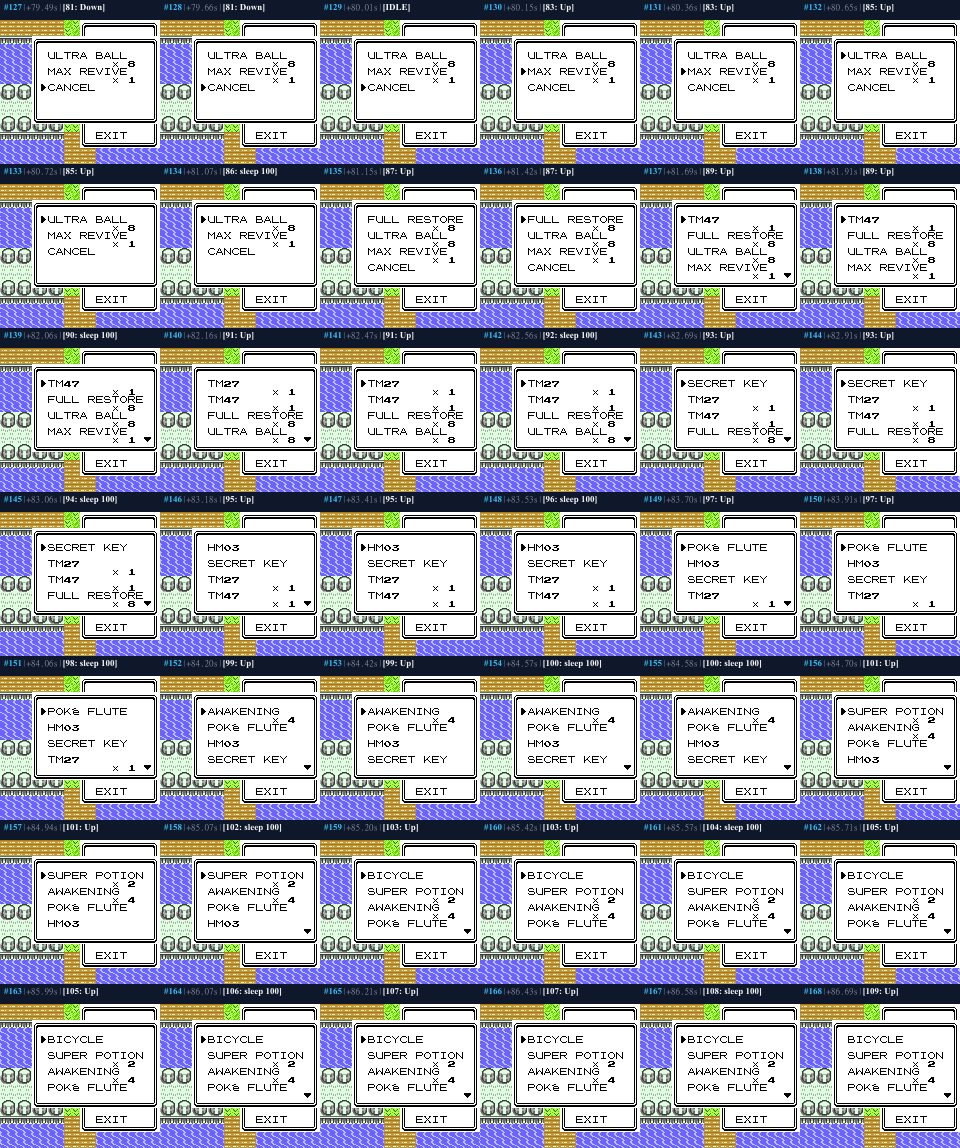 #127|+79.49s|[81: Down]
ULTRA BALL
× 8
MAX REVIVE
× 1
▶CANCEL
EXIT
#128|+79.66s|[81: Down]
ULTRA BALL
× 8
MAX REVIVE
× 1
▶CANCEL
EXIT
#129|+80.01s|[IDLE]
ULTRA BALL
× 8
MAX REVIVE
× 1
▶CANCEL
EXIT
#130|+80.15s|[83: Up]
ULTRA BALL
× 8
▶MAX REVIVE
× 1
CANCEL
EXIT
#131|+80.36s|[83: Up]
ULTRA BALL
× 8
▶MAX REVIVE
× 1
CANCEL
EXIT
#132|+80.65s|[85: Up]
▶ULTRA BALL
× 8
MAX REVIVE
× 1
CANCEL
EXIT
#133|+80.72s|[85: Up]
▶ULTRA BALL
× 8
MAX REVIVE
× 1
CANCEL
EXIT
#134|+81.07s|[86: sleep 100]
▶ULTRA BALL
× 8
MAX REVIVE
× 1
CANCEL
EXIT
#135|+81.15s|[87: Up]
FULL RESTORE
× 8
ULTRA BALL
× 8
MAX REVIVE
× 1
CANCEL
EXIT
#136|+81.42s|[87: Up]
▶FULL RESTORE
× 8
ULTRA BALL
× 8
MAX REVIVE
× 1
CANCEL
EXIT
#137|+81.69s|[89: Up]
▶TM47
× 1
FULL RESTORE
× 8
ULTRA BALL
× 8
MAX REVIVE
× 1
EXIT
#138|+81.91s|[89: Up]
▶TM47
× 1
FULL RESTORE
× 8
ULTRA BALL
× 8
MAX REVIVE
× 1
EXIT
#139|+82.06s|[90: sleep 100]
▶TM47
× 1
FULL RESTORE
× 8
ULTRA BALL
× 8
MAX REVIVE
× 1
EXIT
#140|+82.16s|[91: Up]
TM27
× 1
TM47
× 1
FULL RESTORE
× 8
ULTRA BALL
× 8
EXIT
#141|+82.47s|[91: Up]
▶TM27
× 1
TM47
× 1
FULL RESTORE
× 8
ULTRA BALL
× 8
EXIT
#142|+82.56s|[92: sleep 100]
▶TM27
× 1
TM47
× 1
FULL RESTORE
× 8
ULTRA BALL
× 8
EXIT
#143|+82.69s|[93: Up]
▶SECRET KEY
TM27
× 1
TM47
× 1
FULL RESTORE
× 8
EXIT
#144|+82.91s|[93: Up]
▶SECRET KEY
TM27
× 1
TM47
× 1
FULL RESTORE
× 8
EXIT
#145|+83.06s|[94: sleep 100]
▶SECRET KEY
TM27
× 1
TM47
× 1
FULL RESTORE
× 8
EXIT
#146|+83.18s|[95: Up]
HM03
SECRET KEY
TM27
× 1
TM47
× 1
EXIT
#147|+83.41s|[95: Up]
▶HM03
SECRET KEY
TM27
× 1
TM47
× 1
EXIT
#148|+83.53s|[96: sleep 100]
▶HM03
SECRET KEY
TM27
× 1
TM47
× 1
EXIT
#149|+83.70s|[97: Up]
▶POKé FLUTE
HM03
SECRET KEY
TM27
× 1
EXIT
#150|+83.91s|[97: Up]
▶POKé FLUTE
HM03
SECRET KEY
TM27
× 1
EXIT
#151|+84.06s|[98: sleep 100]
▶POKé FLUTE
HM03
SECRET KEY
TM27
× 1
EXIT
#152|+84.20s|[99: Up]
▶AWAKENING
× 4
POKé FLUTE
HM03
SECRET KEY
EXIT
#153|+84.42s|[99: Up]
▶AWAKENING
× 4
POKé FLUTE
HM03
SECRET KEY
EXIT
#154|+84.57s|[100: sleep 100]
▶AWAKENING
× 4
POKé FLUTE
HM03
SECRET KEY
EXIT
#155|+84.58s|[100: sleep 100]
▶AWAKENING
× 4
POKé FLUTE
HM03
SECRET KEY
EXIT
#156|+84.70s|[101: Up]
▶SUPER POTION
× 2
AWAKENING
× 4
POKé FLUTE
HM03
EXIT
#157|+84.94s|[101: Up]
▶SUPER POTION
× 2
AWAKENING
× 4
POKé FLUTE
HM03
EXIT
#158|+85.07s|[102: sleep 100]
▶SUPER POTION
× 2
AWAKENING
× 4
POKé FLUTE
HM03
EXIT
#159|+85.20s|[103: Up]
▶BICYCLE
SUPER POTION
× 2
AWAKENING
× 4
POKé FLUTE
EXIT
#160|+85.42s|[103: Up]
▶BICYCLE
SUPER POTION
× 2
AWAKENING
× 4
POKé FLUTE
EXIT
#161|+85.57s|[104: sleep 100]
▶BICYCLE
SUPER POTION
× 2
AWAKENING
× 4
POKé FLUTE
EXIT
#162|+85.71s|[105: Up]
▶BICYCLE
SUPER POTION
× 2
AWAKENING
× 4
POKé FLUTE
EXIT
#163|+85.99s|[105: Up]
▶BICYCLE
SUPER POTION
× 2
AWAKENING
× 4
POKé FLUTE
EXIT
#164|+86.07s|[106: sleep 100]
▶BICYCLE
SUPER POTION
× 2
AWAKENING
× 4
POKé FLUTE
EXIT
#165|+86.21s|[107: Up]
▶BICYCLE
SUPER POTION
× 2
AWAKENING
× 4
POKé FLUTE
EXIT
#166|+86.43s|[107: Up]
▶BICYCLE
SUPER POTION
× 2
AWAKENING
× 4
POKé FLUTE
EXIT
#167|+86.58s|[108: sleep 100]
▶BICYCLE
SUPER POTION
× 2
AWAKENING
× 4
POKé FLUTE
EXIT
#168|+86.69s|[109: Up]
BICYCLE
SUPER POTION
× 2
AWAKENING
× 4
POKé FLUTE
EXIT